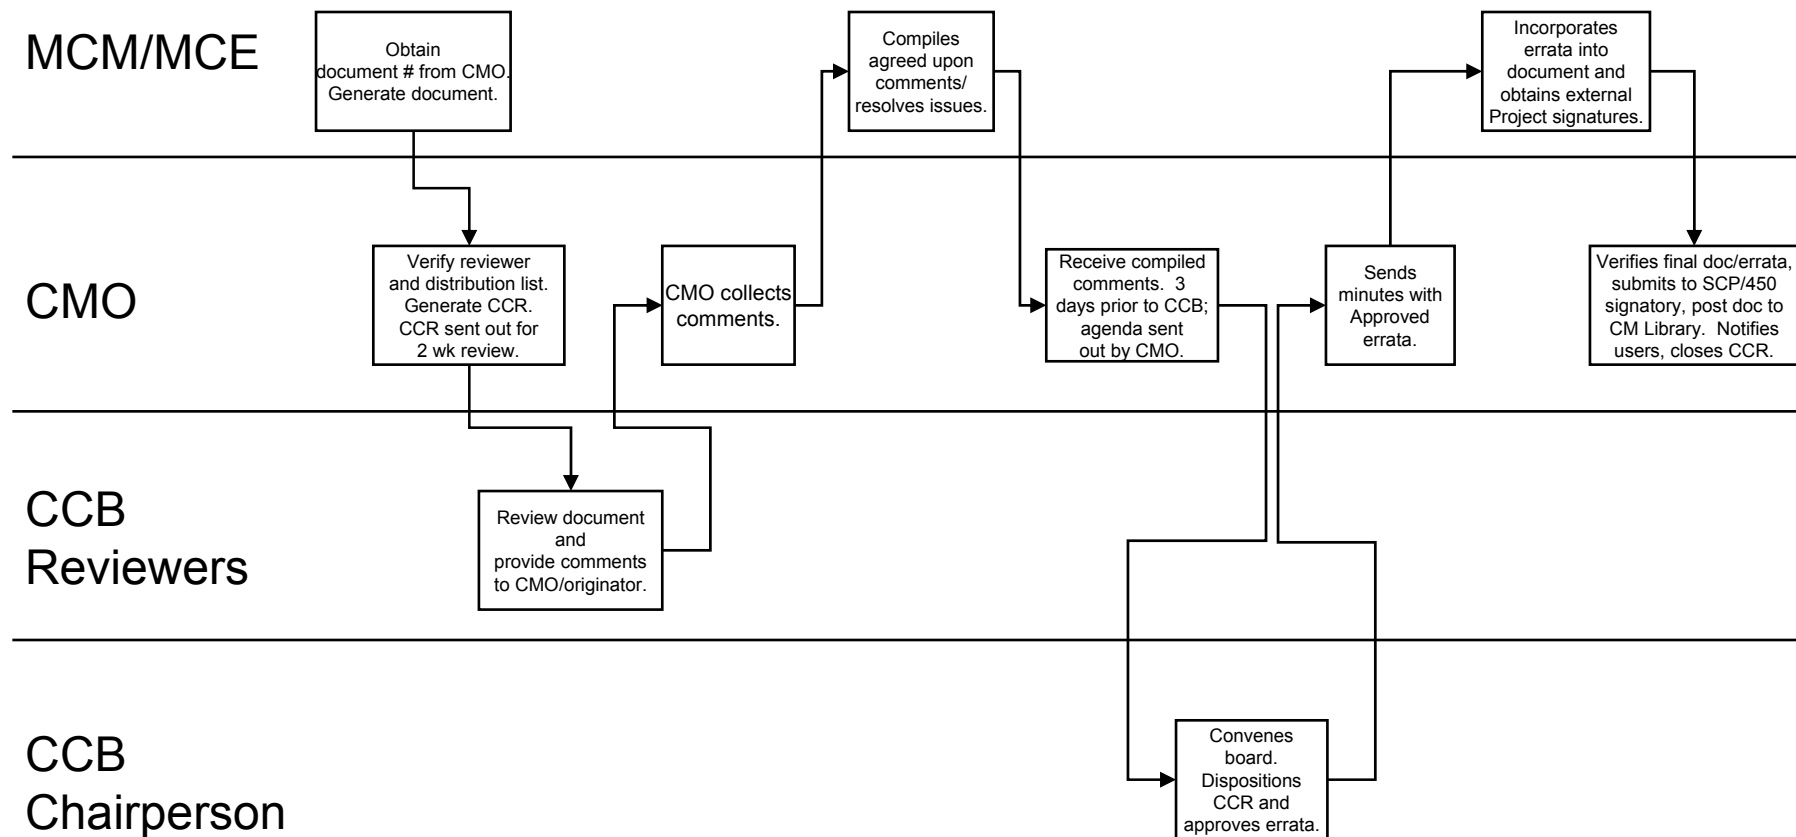 MCM/MCE
Obtain
document # from CMO.
Generate document.
Compiles
agreed upon
comments/
resolves issues.
Incorporates
errata into
document and
obtains external
Project signatures.
CMO
Verify reviewer
and distribution list.
Generate CCR.
CCR sent out for
2 wk review.
CMO collects
comments.
Receive compiled
comments.  3
days prior to CCB;
agenda sent
out by CMO.
Sends
minutes with
Approved
errata.
Verifies final doc/errata,
submits to SCP/450
signatory, post doc to
CM Library.  Notifies
users, closes CCR.
CCB
Reviewers
Review document
and
provide comments
to CMO/originator.
CCB
Chairperson
Convenes
board.
Dispositions
CCR and
approves errata.